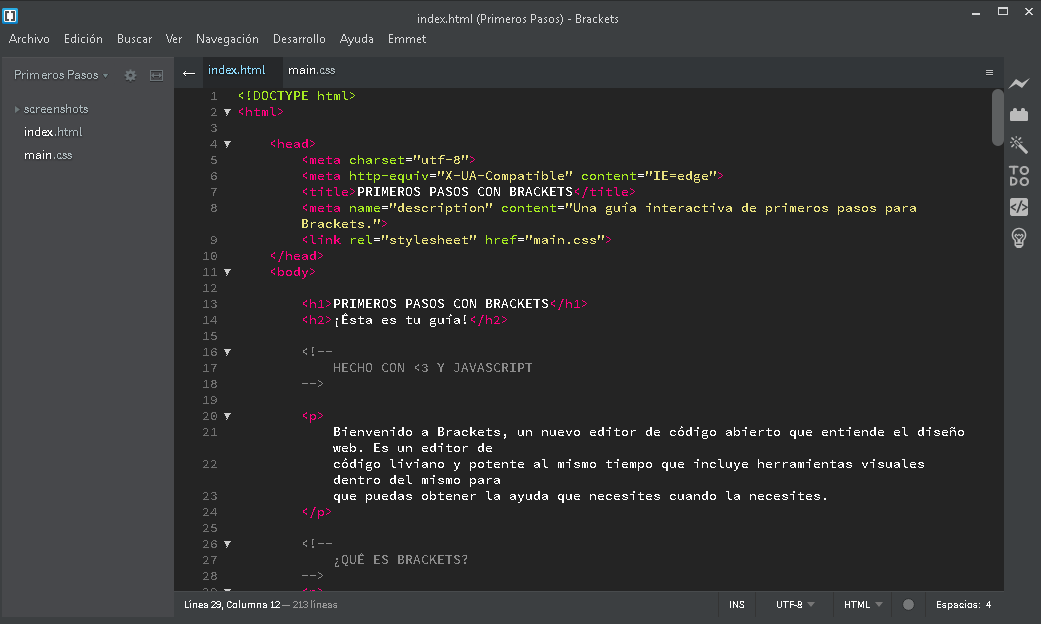 index.html (Primeros Pasos) - Brackets
Archivo Edición Buscar Ver Navegación Desarrollo Ayuda Emmet
Primeros Pasos
screenshots
index.html
main.css
index.html main.css
1 <!DOCTYPE html>
2 <html>
3
4 <head>
5 <meta charset="utf-8">
6 <meta http-equiv="X-UA-Compatible" content="IE=edge">
7 <title>PRIMEROS PASOS CON BRACKETS</title>
8 <meta name="description" content="Una guía interactiva de primeros pasos para
Brackets.">
9 <link rel="stylesheet" href="main.css">
10 </head>
11 <body>
12
13 <h1>PRIMEROS PASOS CON BRACKETS</h1>
14 <h2>¡Ésta es tu guía!</h2>
15
16 <!--
17 HECHO CON <3 Y JAVASCRIPT
18 -->
19
20 <p>
21 Bienvenido a Brackets, un nuevo editor de código abierto que entiende el diseño
web. Es un editor de
22 código liviano y potente al mismo tiempo que incluye herramientas visuales
dentro del mismo para
23 que puedas obtener la ayuda que necesites cuando la necesites.
24 </p>
25
26 <!--
27 ¿QUÉ ES BRACKETS?
28 -->
29 <p>
TO
DO
Línea 29, Columna 12 — 213 líneas
INS UTF-8 HTML Espacios: 4